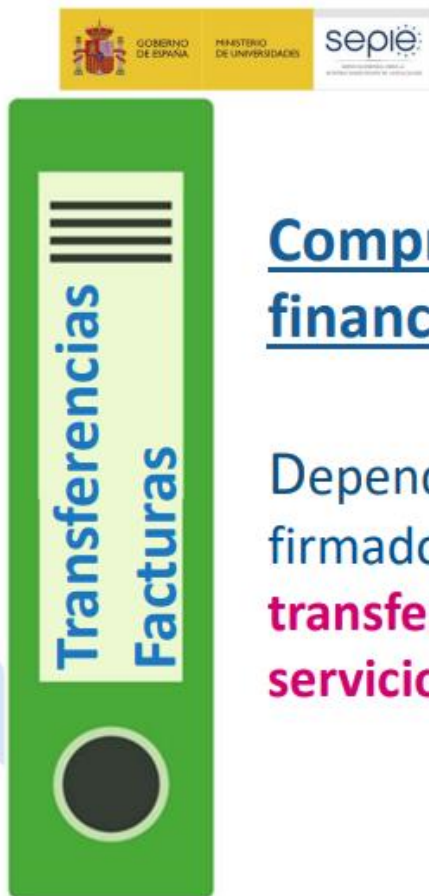 GOBIERNO
DE ESPAÑA
MINISTERIO
DE UNIVERSIDADES
sepie
Transferencias
Facturas
Compr
financ
Depend
firmado
transfe
servicio